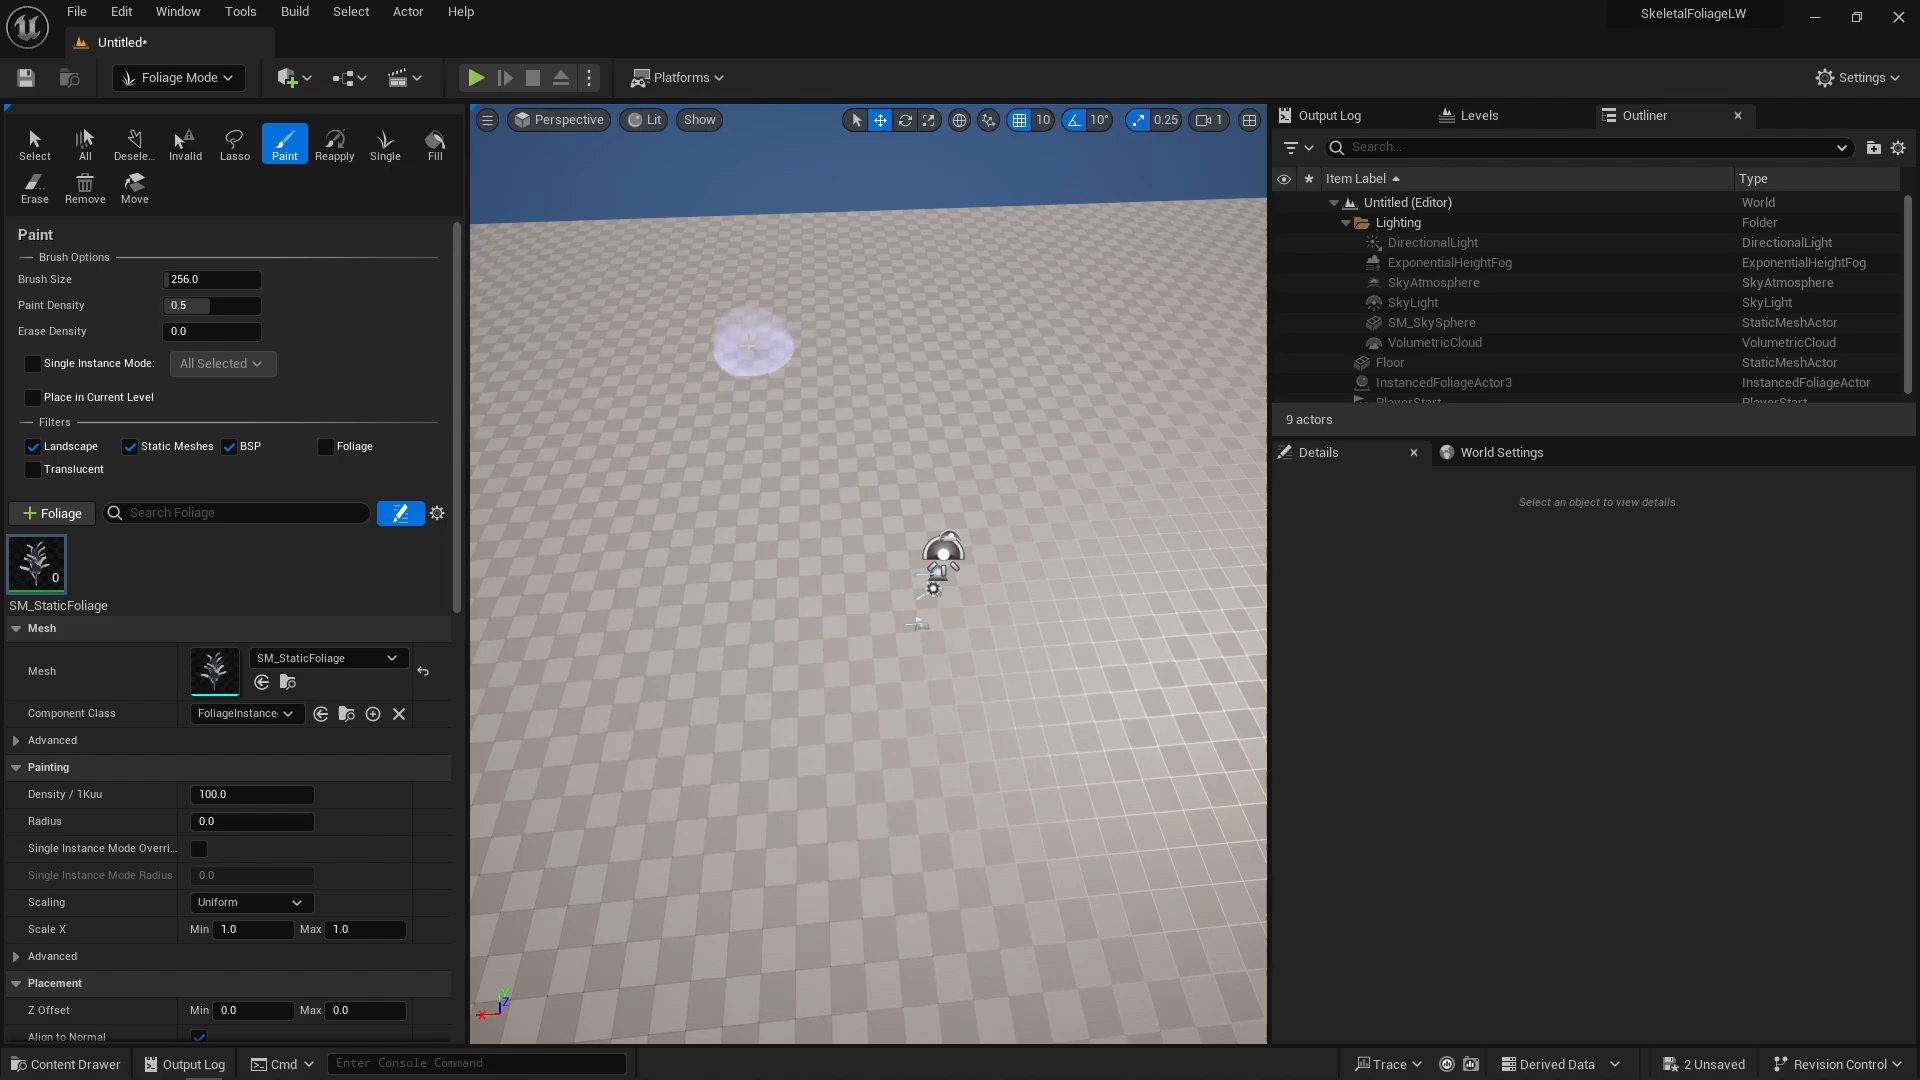 File Edit Window Tools Build Select Actor Help
SkeletalFoliageLW
Untitled*
Foliage Mode
Platforms
Settings
Select All Desele... Invalid Lasso Paint Reapply Single Fill
Erase Remove Move
Paint
Brush Options
Brush Size 256.0
Paint Density 0.5
Erase Density 0.0
Single Instance Mode: All Selected
Place in Current Level
Filters
Landscape Static Meshes BSP Foliage
Translucent
Foliage Search Foliage
0
SM_StaticFoliage
Mesh
Mesh SM_StaticFoliage
Component Class FoliageInstance
Advanced
Painting
Density / 1Kuu 100.0
Radius 0.0
Single Instance Mode Overri...
Single Instance Mode Radius 0.0
Scaling Uniform
Scale X Min 1.0 Max 1.0
Advanced
Placement
Z Offset Min 0.0 Max 0.0
Align to Normal
Perspective Lit Show
10 10° 0.25 1
X Y Z
Output Log Levels Outliner
Search...
Item Label Type
Untitled (Editor) World
Lighting Folder
DirectionalLight DirectionalLight
ExponentialHeightFog ExponentialHeightFog
SkyAtmosphere SkyAtmosphere
SkyLight SkyLight
SM_SkySphere StaticMeshActor
VolumetricCloud VolumetricCloud
Floor StaticMeshActor
InstancedFoliageActor3 InstancedFoliageActor
PlayerStart PlayerStart
9 actors
Details World Settings
Select an object to view details.
Content Drawer Output Log Cmd Enter Console Command
Trace Derived Data 2 Unsaved Revision Control